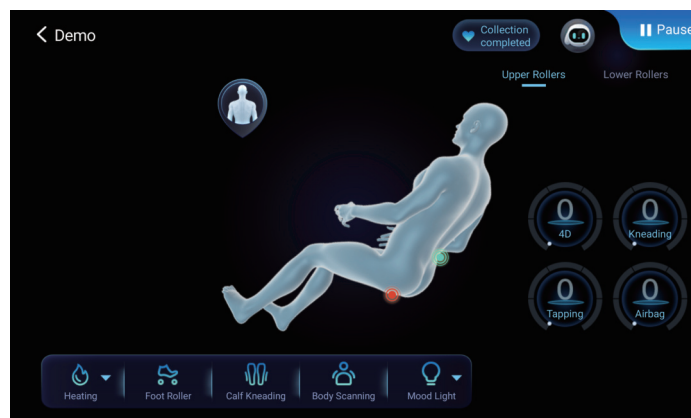 Demo
Collection
completed
Pause
Upper Rollers
Lower Rollers
0
4D
0
Kneading
0
Tapping
0
Airbag
Heating
Foot Roller
Calf Kneading
Body Scanning
Mood Light